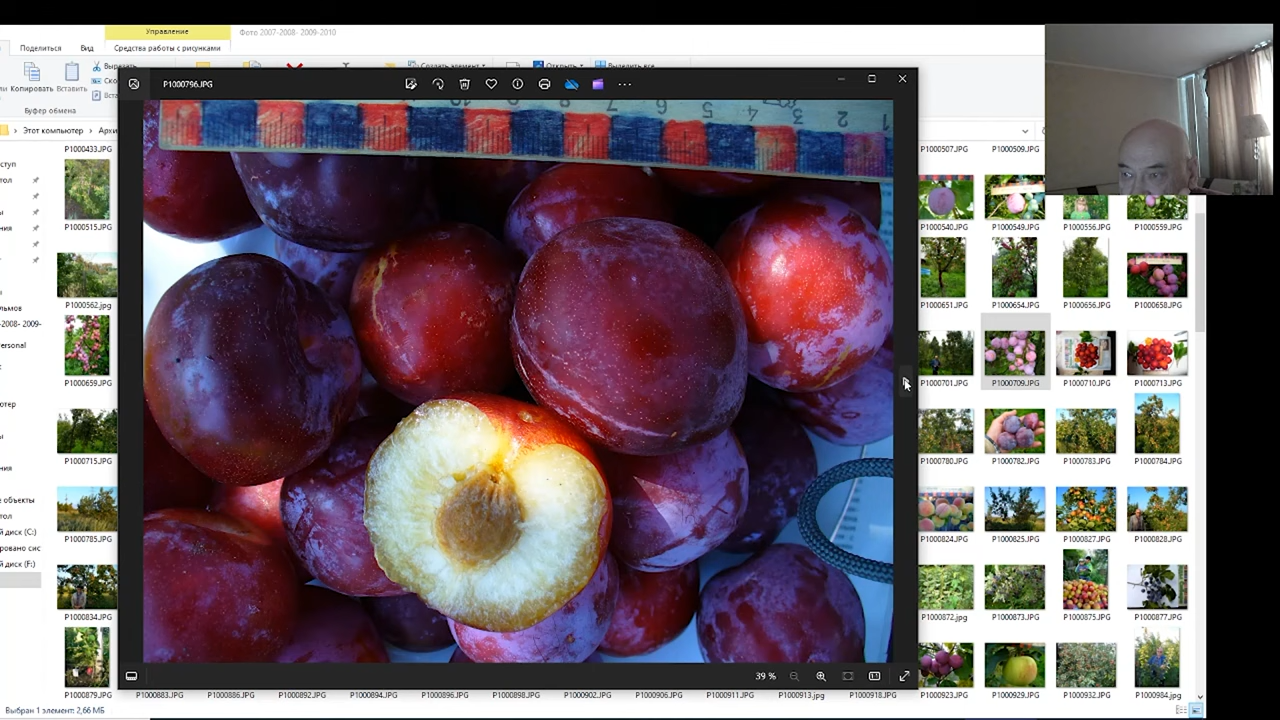 Управление
Фото 2007-2008- 2009-2010
Поделиться
Вид
Средства работы с рисунками
Вырезать
Создать элемент
Открыть
Выделить все
Копировать
Вставить
Буфер обмена
P1000796.JPG
Этот компьютер
P1000433.JPG
P1000507.JPG
P1000509.JPG
P1000515.JPG
P1000540.JPG
P1000549.JPG
P1000556.JPG
P1000559.JPG
P1000562.jpg
P1000651.JPG
P1000654.JPG
P1000656.JPG
P1000658.JPG
P1000659.JPG
P1000701.JPG
P1000709.JPG
P1000710.JPG
P1000713.JPG
P1000715.JPG
P1000780.JPG
P1000782.JPG
P1000783.JPG
P1000784.JPG
P1000785.JPG
P1000824.JPG
P1000825.JPG
P1000827.JPG
P1000828.JPG
P1000834.JPG
P1000872.jpg
P1000873.JPG
P1000875.JPG
P1000877.JPG
39 %
P1000879.JPG
P1000883.JPG
P1000886.JPG
P1000892.JPG
P1000894.JPG
P1000896.JPG
P1000898.JPG
P1000902.JPG
P1000906.JPG
P1000911.JPG
P1000913.jpg
P1000918.JPG
P1000923.JPG
P1000929.JPG
P1000932.JPG
P1000984.jpg
Выбран 1 элемент: 2,66 МБ